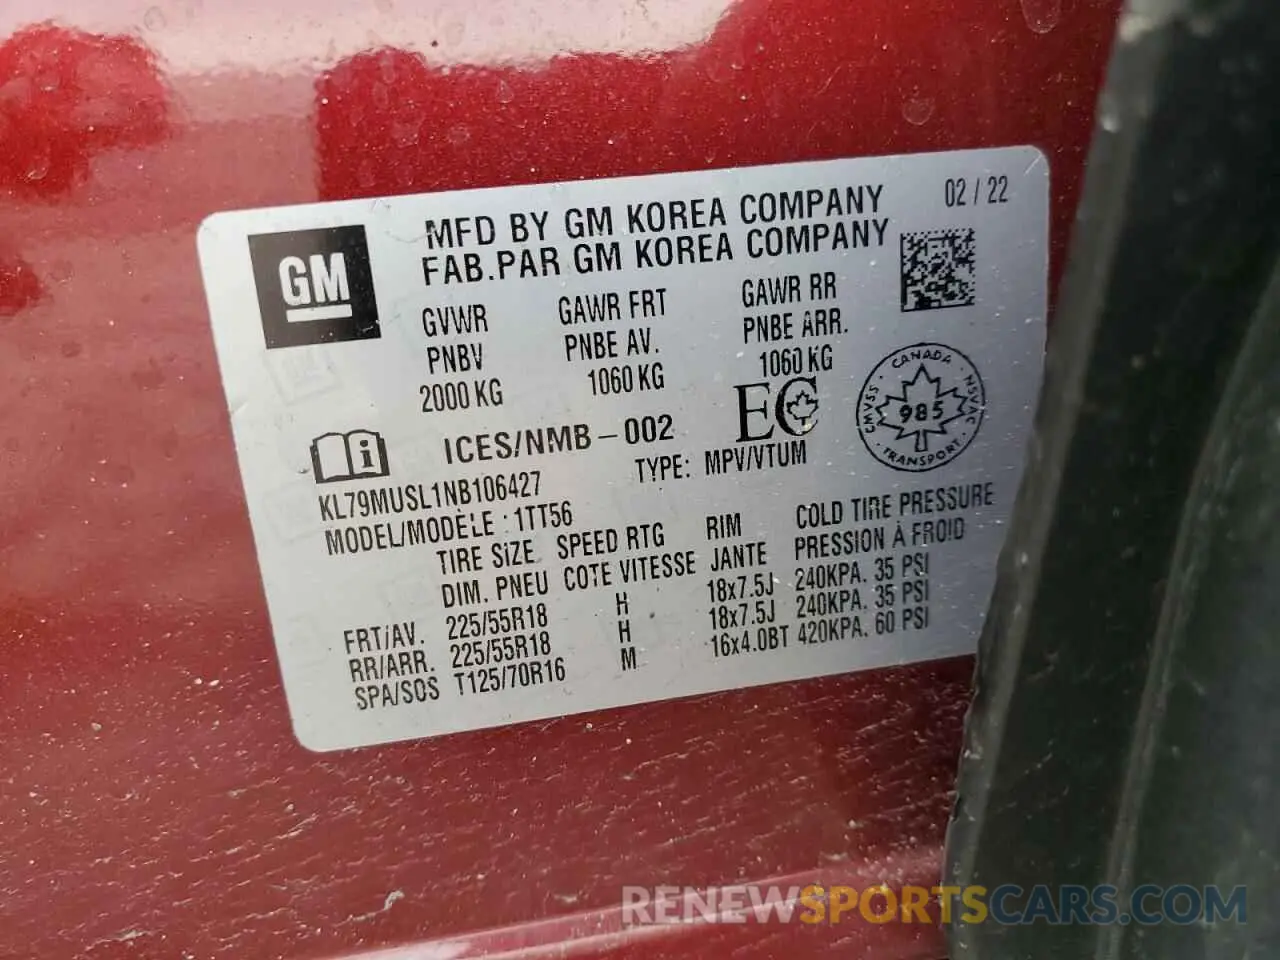 GM
MFD BY GM KOREA COMPANY 02 / 22
FAB.PAR GM KOREA COMPANY
GVWR GAWR FRT GAWR RR
PNBV PNBE AV. PNBE ARR.
2000 KG 1060 KG 1060 KG
ICES/NMB-002 EC
CANADA
CMVSS 985 NSVAC
TRANSPORT
KL79MUSL1NB106427 TYPE: MPV/VTUM
MODEL/MODÈLE : 1TT56
TIRE SIZE SPEED RTG RIM COLD TIRE PRESSURE
DIM. PNEU COTE VITESSE JANTE PRESSION À FROID
FRT/AV. 225/55R18 H 18x7.5J 240KPA. 35 PSI
RR/ARR. 225/55R18 H 18x7.5J 240KPA. 35 PSI
SPA/SOS T125/70R16 M 16x4.0BT 420KPA. 60 PSI
RENEWSPORTSCARS.COM